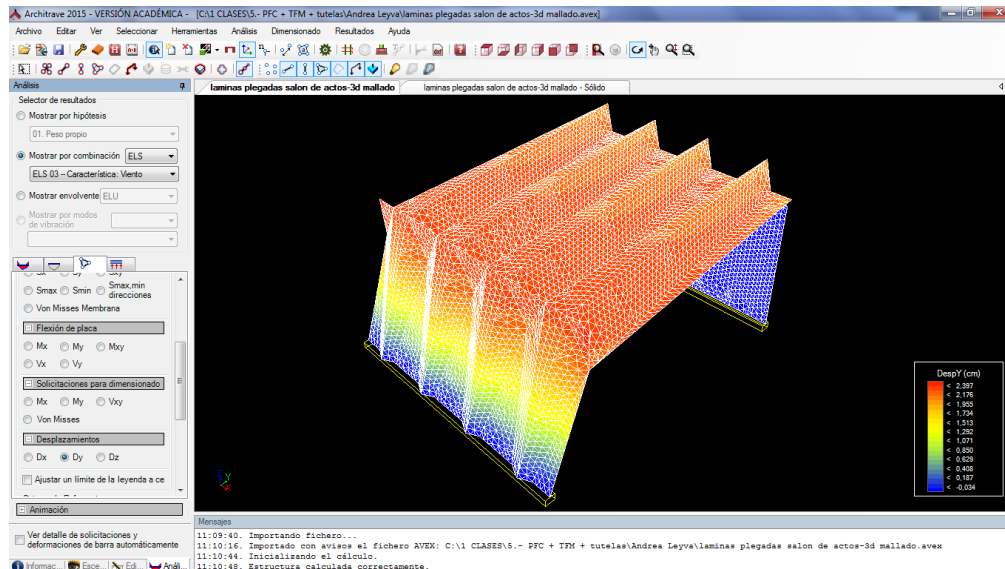 Architrave 2015 - VERSIÓN ACADÉMICA - [C:\1 CLASES\5.- PFC + TFM + tutelas\Andrea Leyva\laminas plegadas salon de actos-3d mallado.avex]
Archivo Editar Ver Seleccionar Herramientas Análisis Dimensionado Resultados Ayuda
Análisis
laminas plegadas salon de actos-3d mallado
laminas plegadas salon de actos-3d mallado - Sólido
Selector de resultados
Mostrar por hipótesis
01. Peso propio
Mostrar por combinación ELS
ELS 03 – Característica: Viento
Mostrar envolvente ELU
Mostrar por modos
de vibración
Sx Sy Sxy
Smax Smin Smax,min
direcciones
Von Misses Membrana
Flexión de placa
Mx My Mxy
Vx Vy
Solicitaciones para dimensionado
Mx My Vxy
Von Misses
Desplazamientos
Dx Dy Dz
Ajustar un límite de la leyenda a ce
Animación
Ver detalle de solicitaciones y
deformaciones de barra automáticamente
Informac... Esce... Edi... Análi...
DespY (cm)
< 2,397
< 2,176
< 1,955
< 1,734
< 1,513
< 1,292
< 1,071
< 0,850
< 0,629
< 0,408
< 0,187
< -0,034
Mensajes
11:09:40. Importando fichero...
11:10:16. Importado con avisos el fichero AVEX: C:\1 CLASES\5.- PFC + TFM + tutelas\Andrea Leyva\laminas plegadas salon de actos-3d mallado.avex
11:10:44. Inicializando el cálculo.
11:10:48. Estructura calculada correctamente.